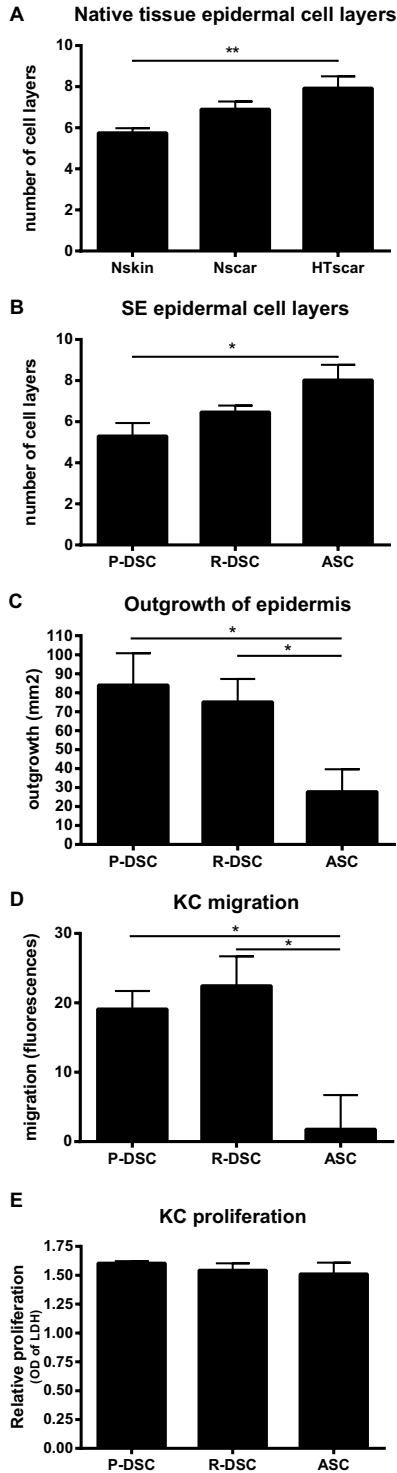 A
Native tissue epidermal cell layers
number of cell layers
10
8
6
4
2
0
**
Nskin Nscar HTscar
B
SE epidermal cell layers
number of cell layers
10
8
6
4
2
0
*
P-DSC R-DSC ASC
C
Outgrowth of epidermis
outgrowth (mm2)
110
100
90
80
70
60
50
40
30
20
10
0
*
*
P-DSC R-DSC ASC
D
KC migration
migration (fluorescences)
30
20
10
0
*
*
P-DSC R-DSC ASC
E
KC proliferation
Relative proliferation
(OD of LDH)
1.75
1.50
1.25
1.00
0.75
0.50
0.25
0.00
P-DSC R-DSC ASC